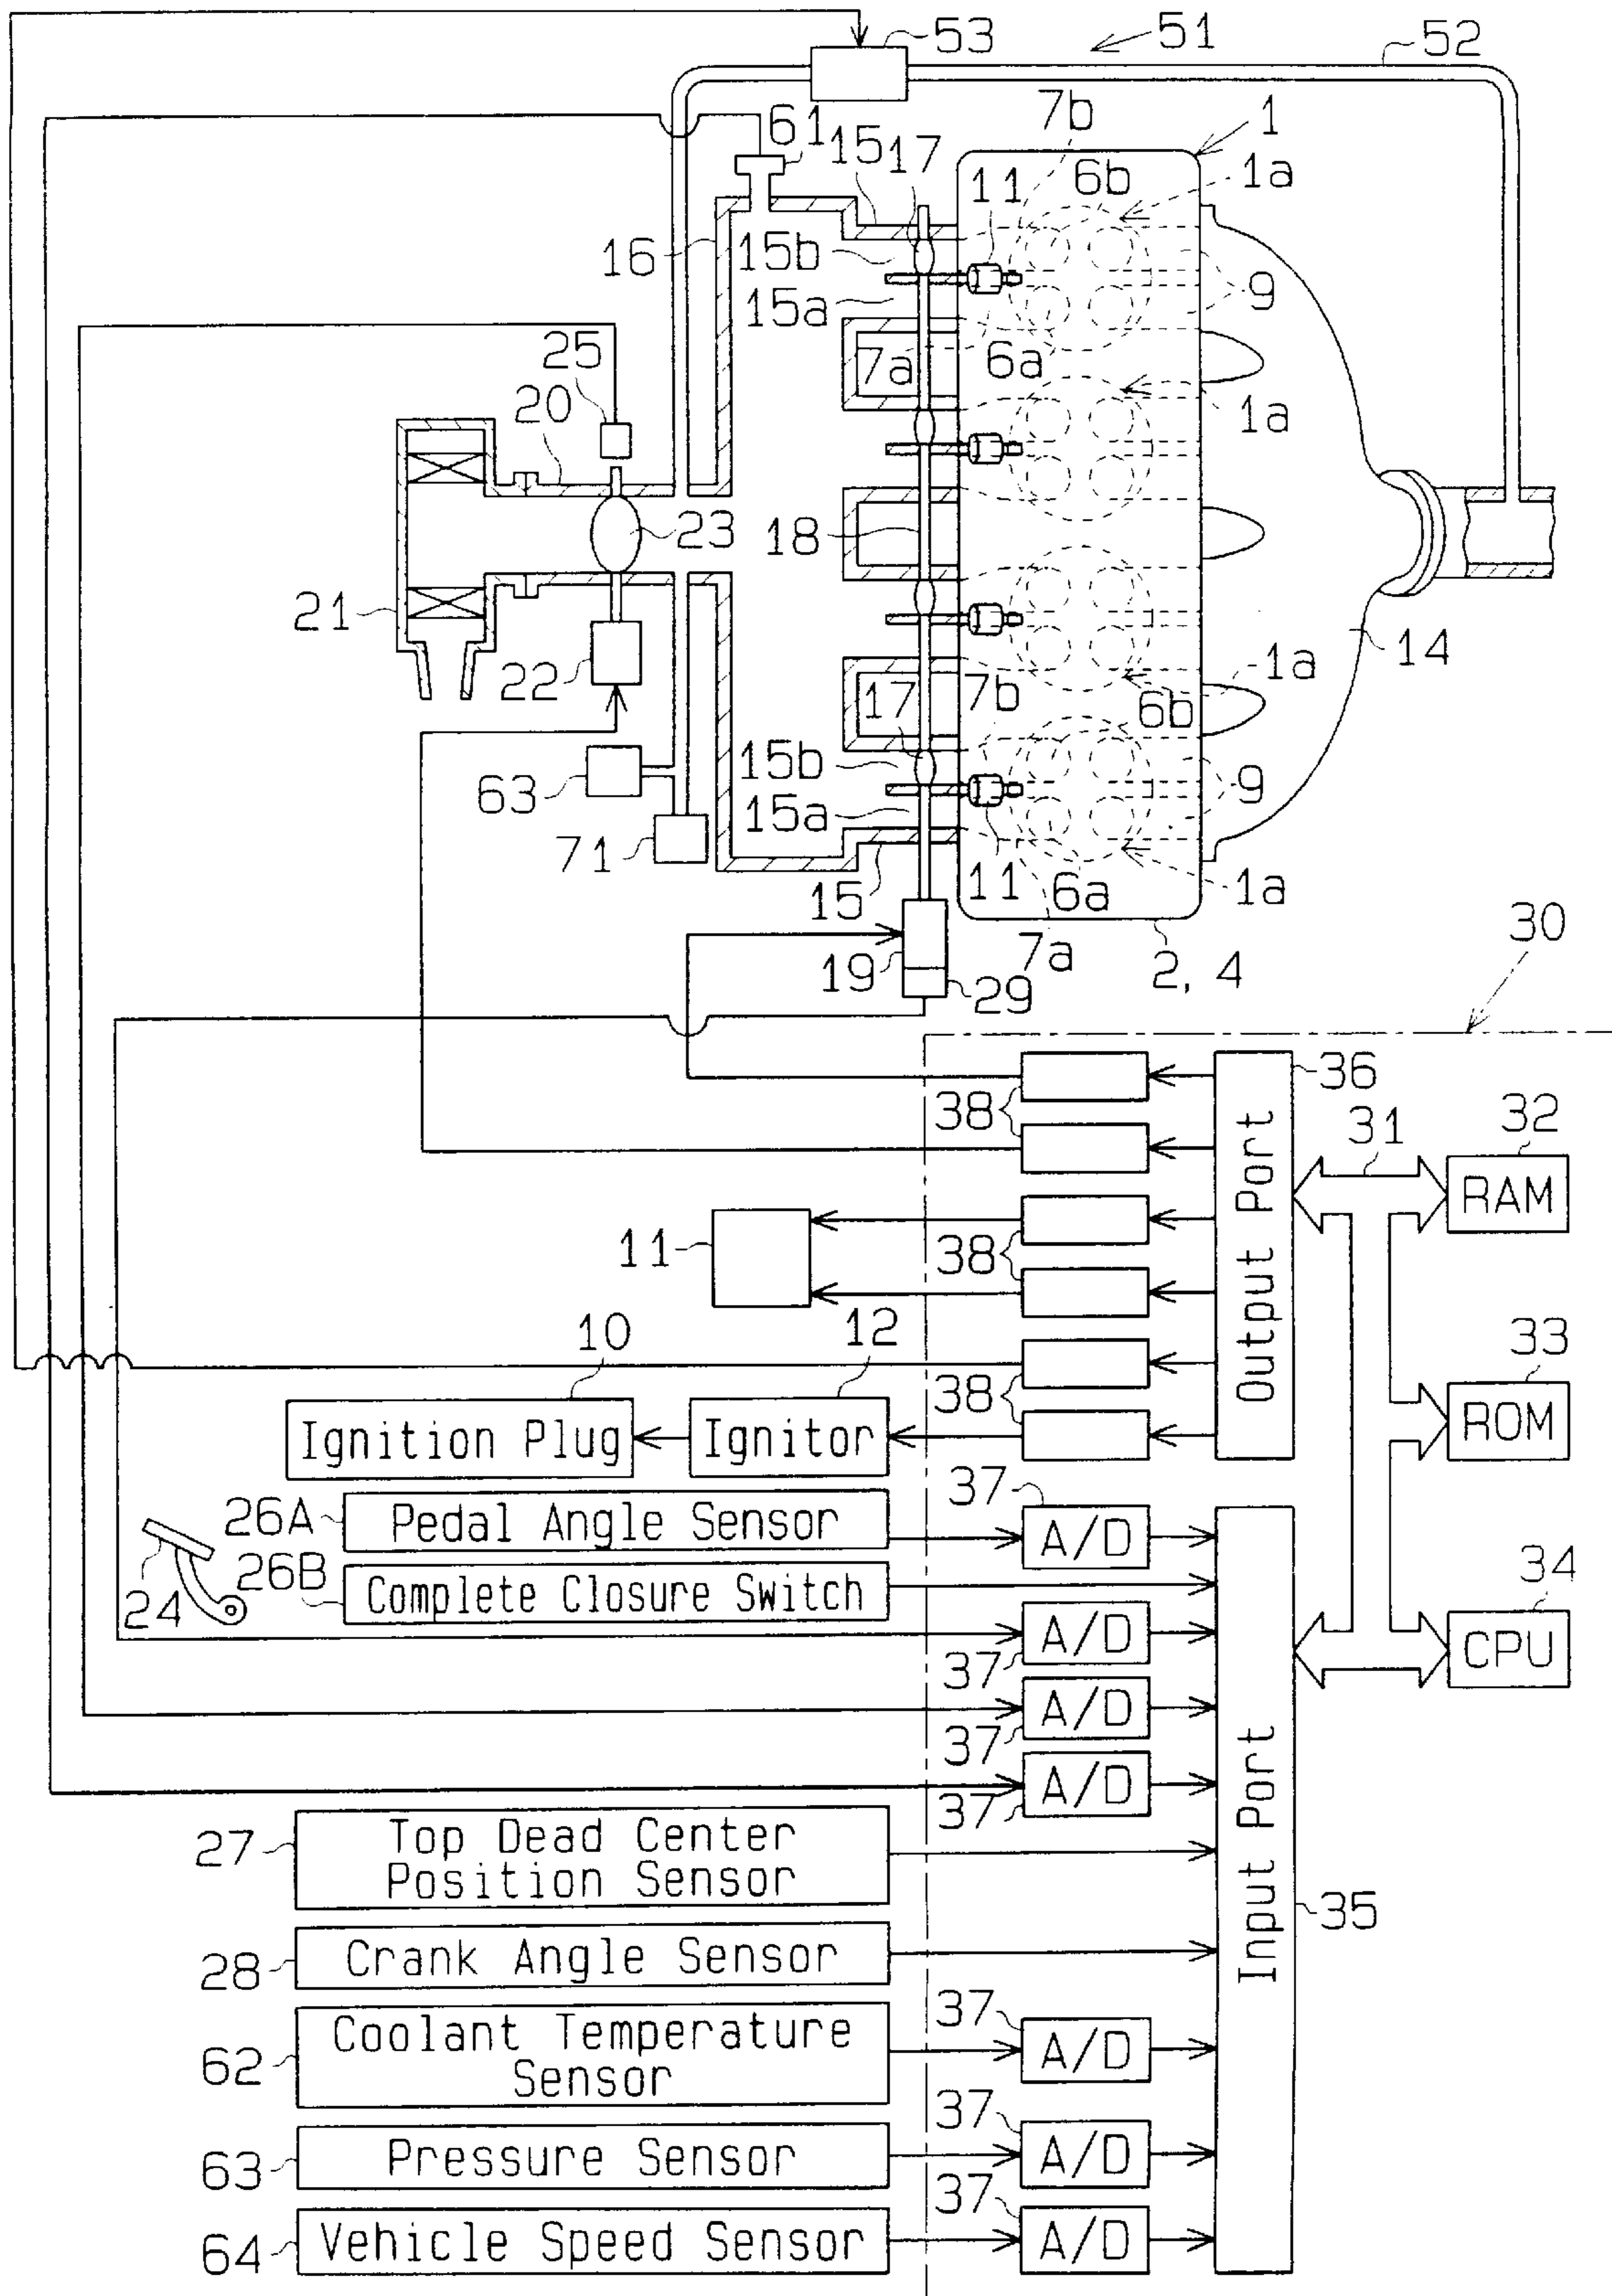 53
51
52
7b
1
61
15
17
11
6b
1a
16
15b
9
15a
25
7a
6a
20
1a
18
23
21
14
22
1a
17
7b
6b
63
15b
9
15a
71
15
11
6a
1a
7a
30
19
29
2, 4
36
38
31
32
RAM
Output Port
11
38
10
12
33
38
ROM
Ignition Plug
Ignitor
37
26A
Pedal Angle Sensor
A/D
34
24
26B
Complete Closure Switch
A/D
CPU
37
A/D
37
A/D
37
27
Top Dead Center
Position Sensor
Input Port
35
28
Crank Angle Sensor
37
62
Coolant Temperature
Sensor
A/D
37
63
Pressure Sensor
A/D
37
64
Vehicle Speed Sensor
A/D